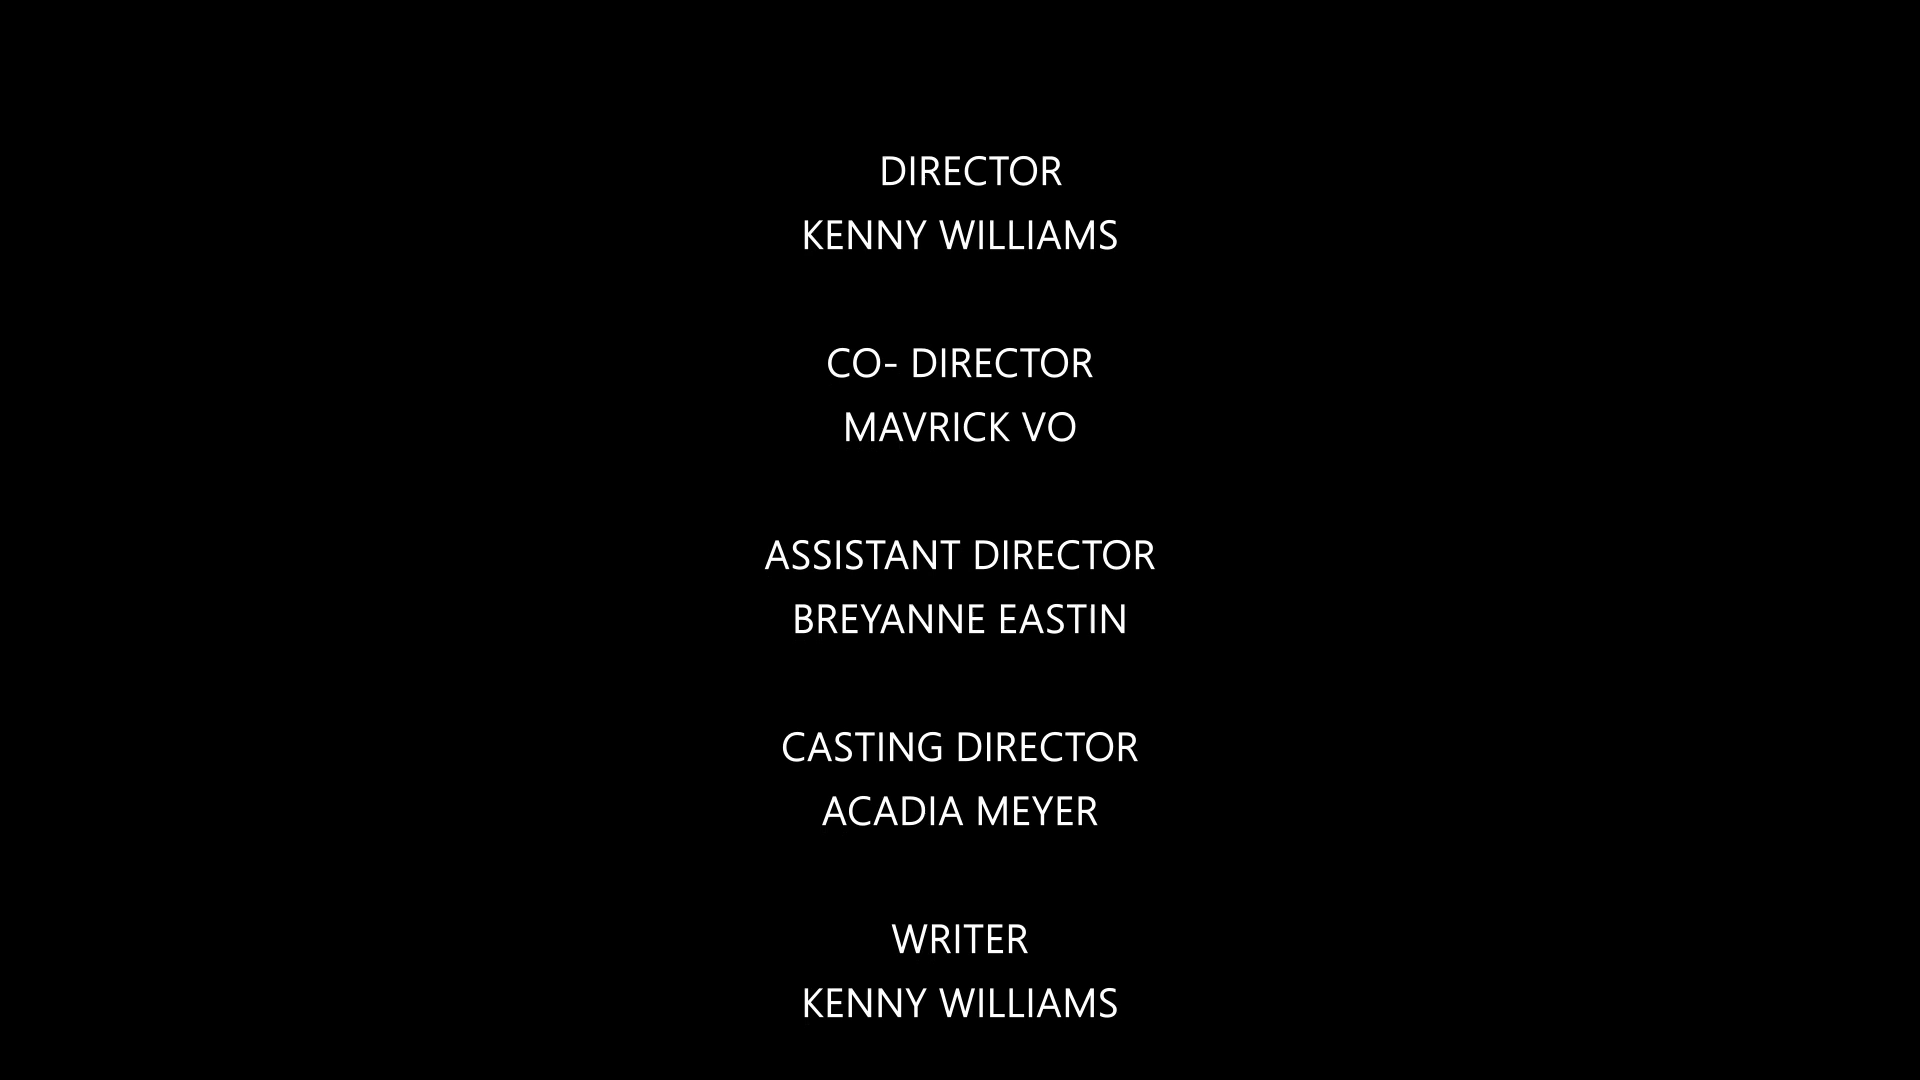 DIRECTOR
KENNY WILLIAMS
CO- DIRECTOR
MAVRICK VO
ASSISTANT DIRECTOR
BREYANNE EASTIN
CASTING DIRECTOR
ACADIA MEYER
WRITER
KENNY WILLIAMS